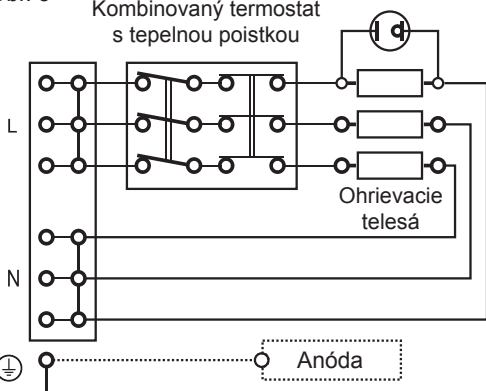 Kombinovaný termostat
s tepelnou poistkou
L
Ohrievacie
telesá
N
Anóda